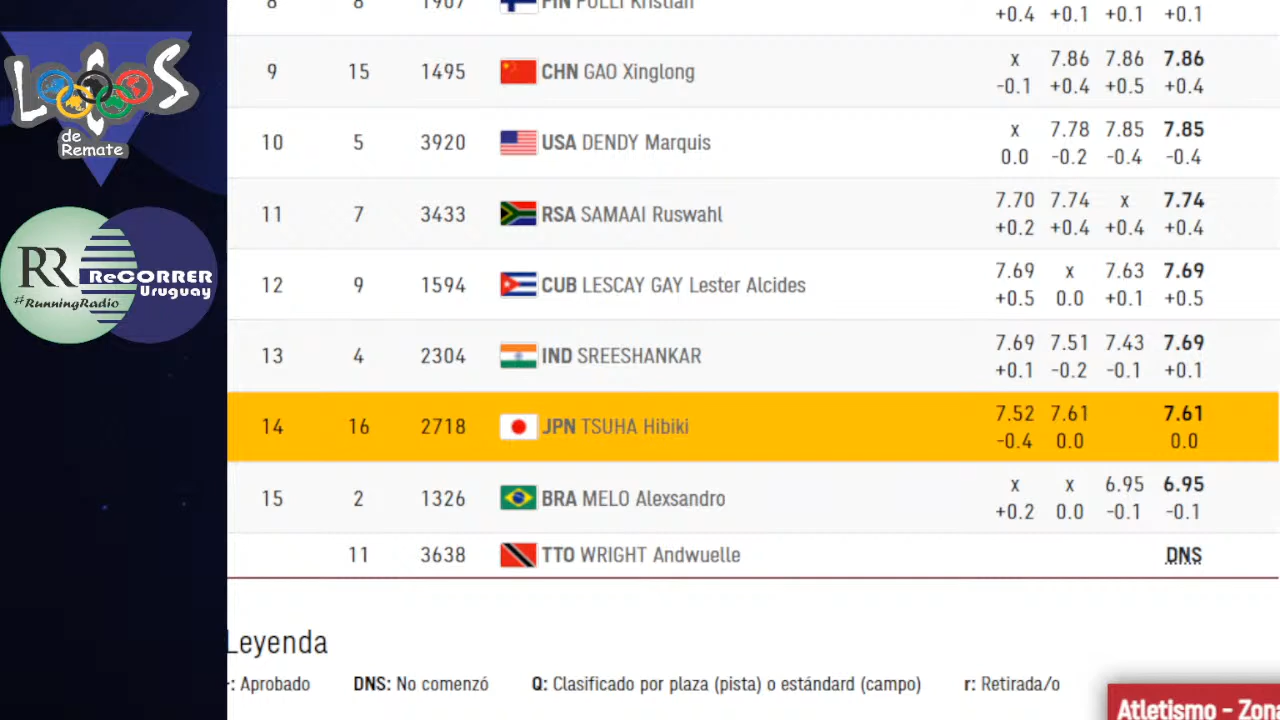 LOCOS
de
Remate
RR
#RunningRadio
ReCORRER
Uruguay
8 8 1907 FIN PULLI Kristian
+0.4 +0.1 +0.1 +0.1
9 15 1495 CHN GAO Xinglong x 7.86 7.86 7.86
-0.1 +0.4 +0.5 +0.4
10 5 3920 USA DENDY Marquis x 7.78 7.85 7.85
0.0 -0.2 -0.4 -0.4
11 7 3433 RSA SAMAAI Ruswahl 7.70 7.74 x 7.74
+0.2 +0.4 +0.4 +0.4
12 9 1594 CUB LESCAY GAY Lester Alcides 7.69 x 7.63 7.69
+0.5 0.0 +0.1 +0.5
13 4 2304 IND SREESHANKAR 7.69 7.51 7.43 7.69
+0.1 -0.2 -0.1 +0.1
14 16 2718 JPN TSUHA Hibiki 7.52 7.61 7.61
-0.4 0.0 0.0
15 2 1326 BRA MELO Alexsandro x x 6.95 6.95
+0.2 0.0 -0.1 -0.1
11 3638 TTO WRIGHT Andwuelle DNS
Leyenda
-: Aprobado DNS: No comenzó Q: Clasificado por plaza (pista) o estándard (campo) r: Retirada/o
Atletismo - Zona